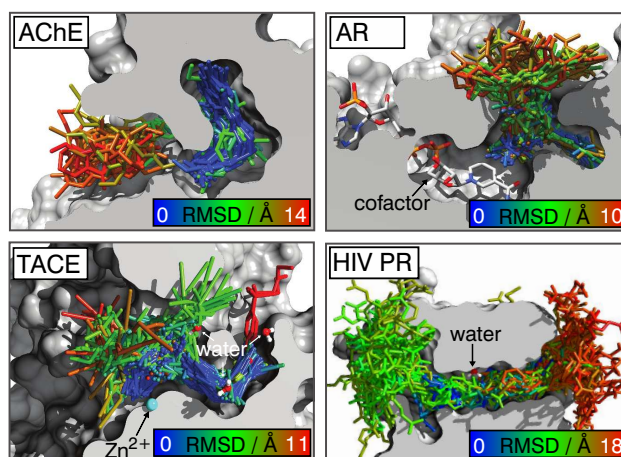 AChE
0 RMSD / Å 14
AR
cofactor
0 RMSD / Å 10
TACE
water
Zn2+
0 RMSD / Å 11
HIV PR
water
0 RMSD / Å 18